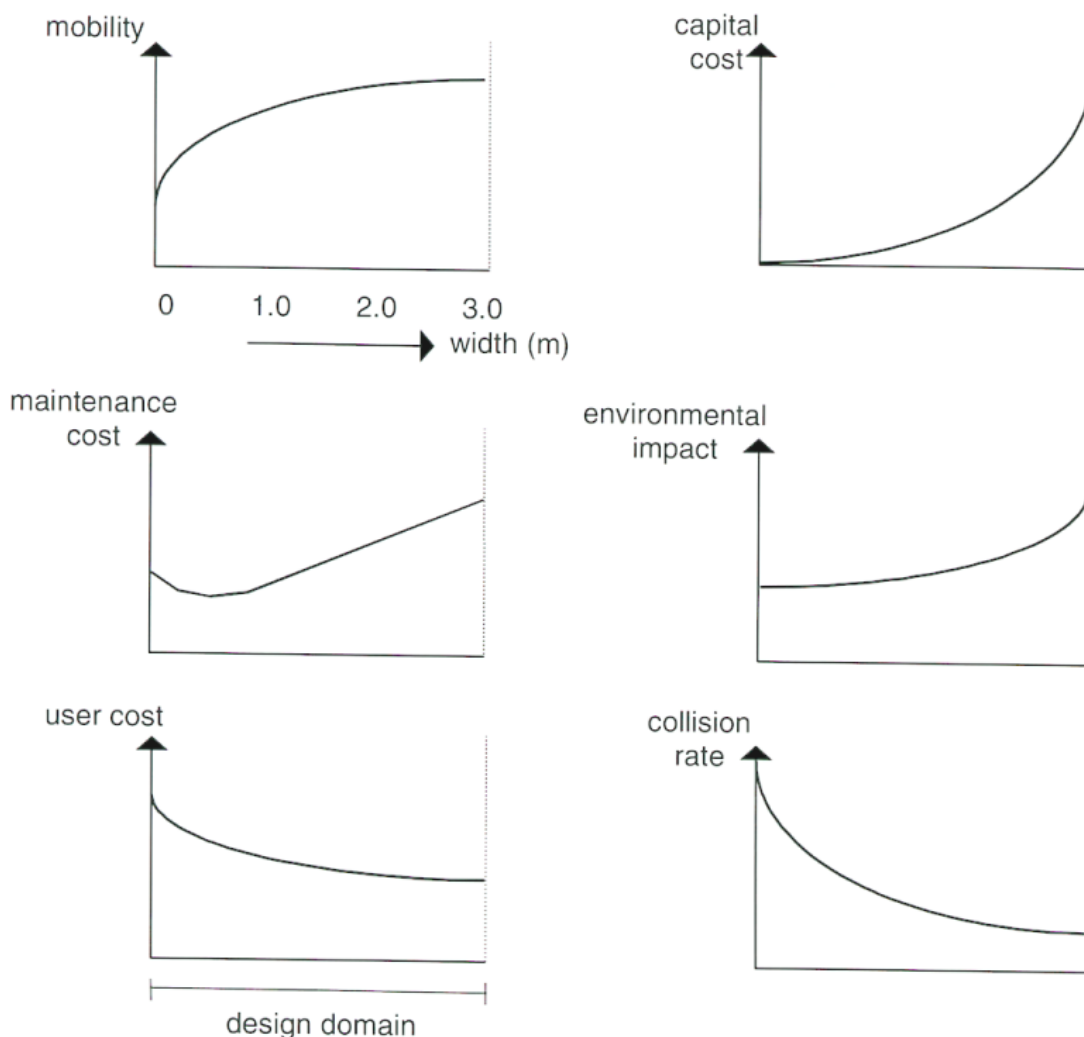 mobility
capital
cost
0 1.0 2.0 3.0
width (m)
maintenance
cost
environmental
impact
user cost
collision
rate
design domain